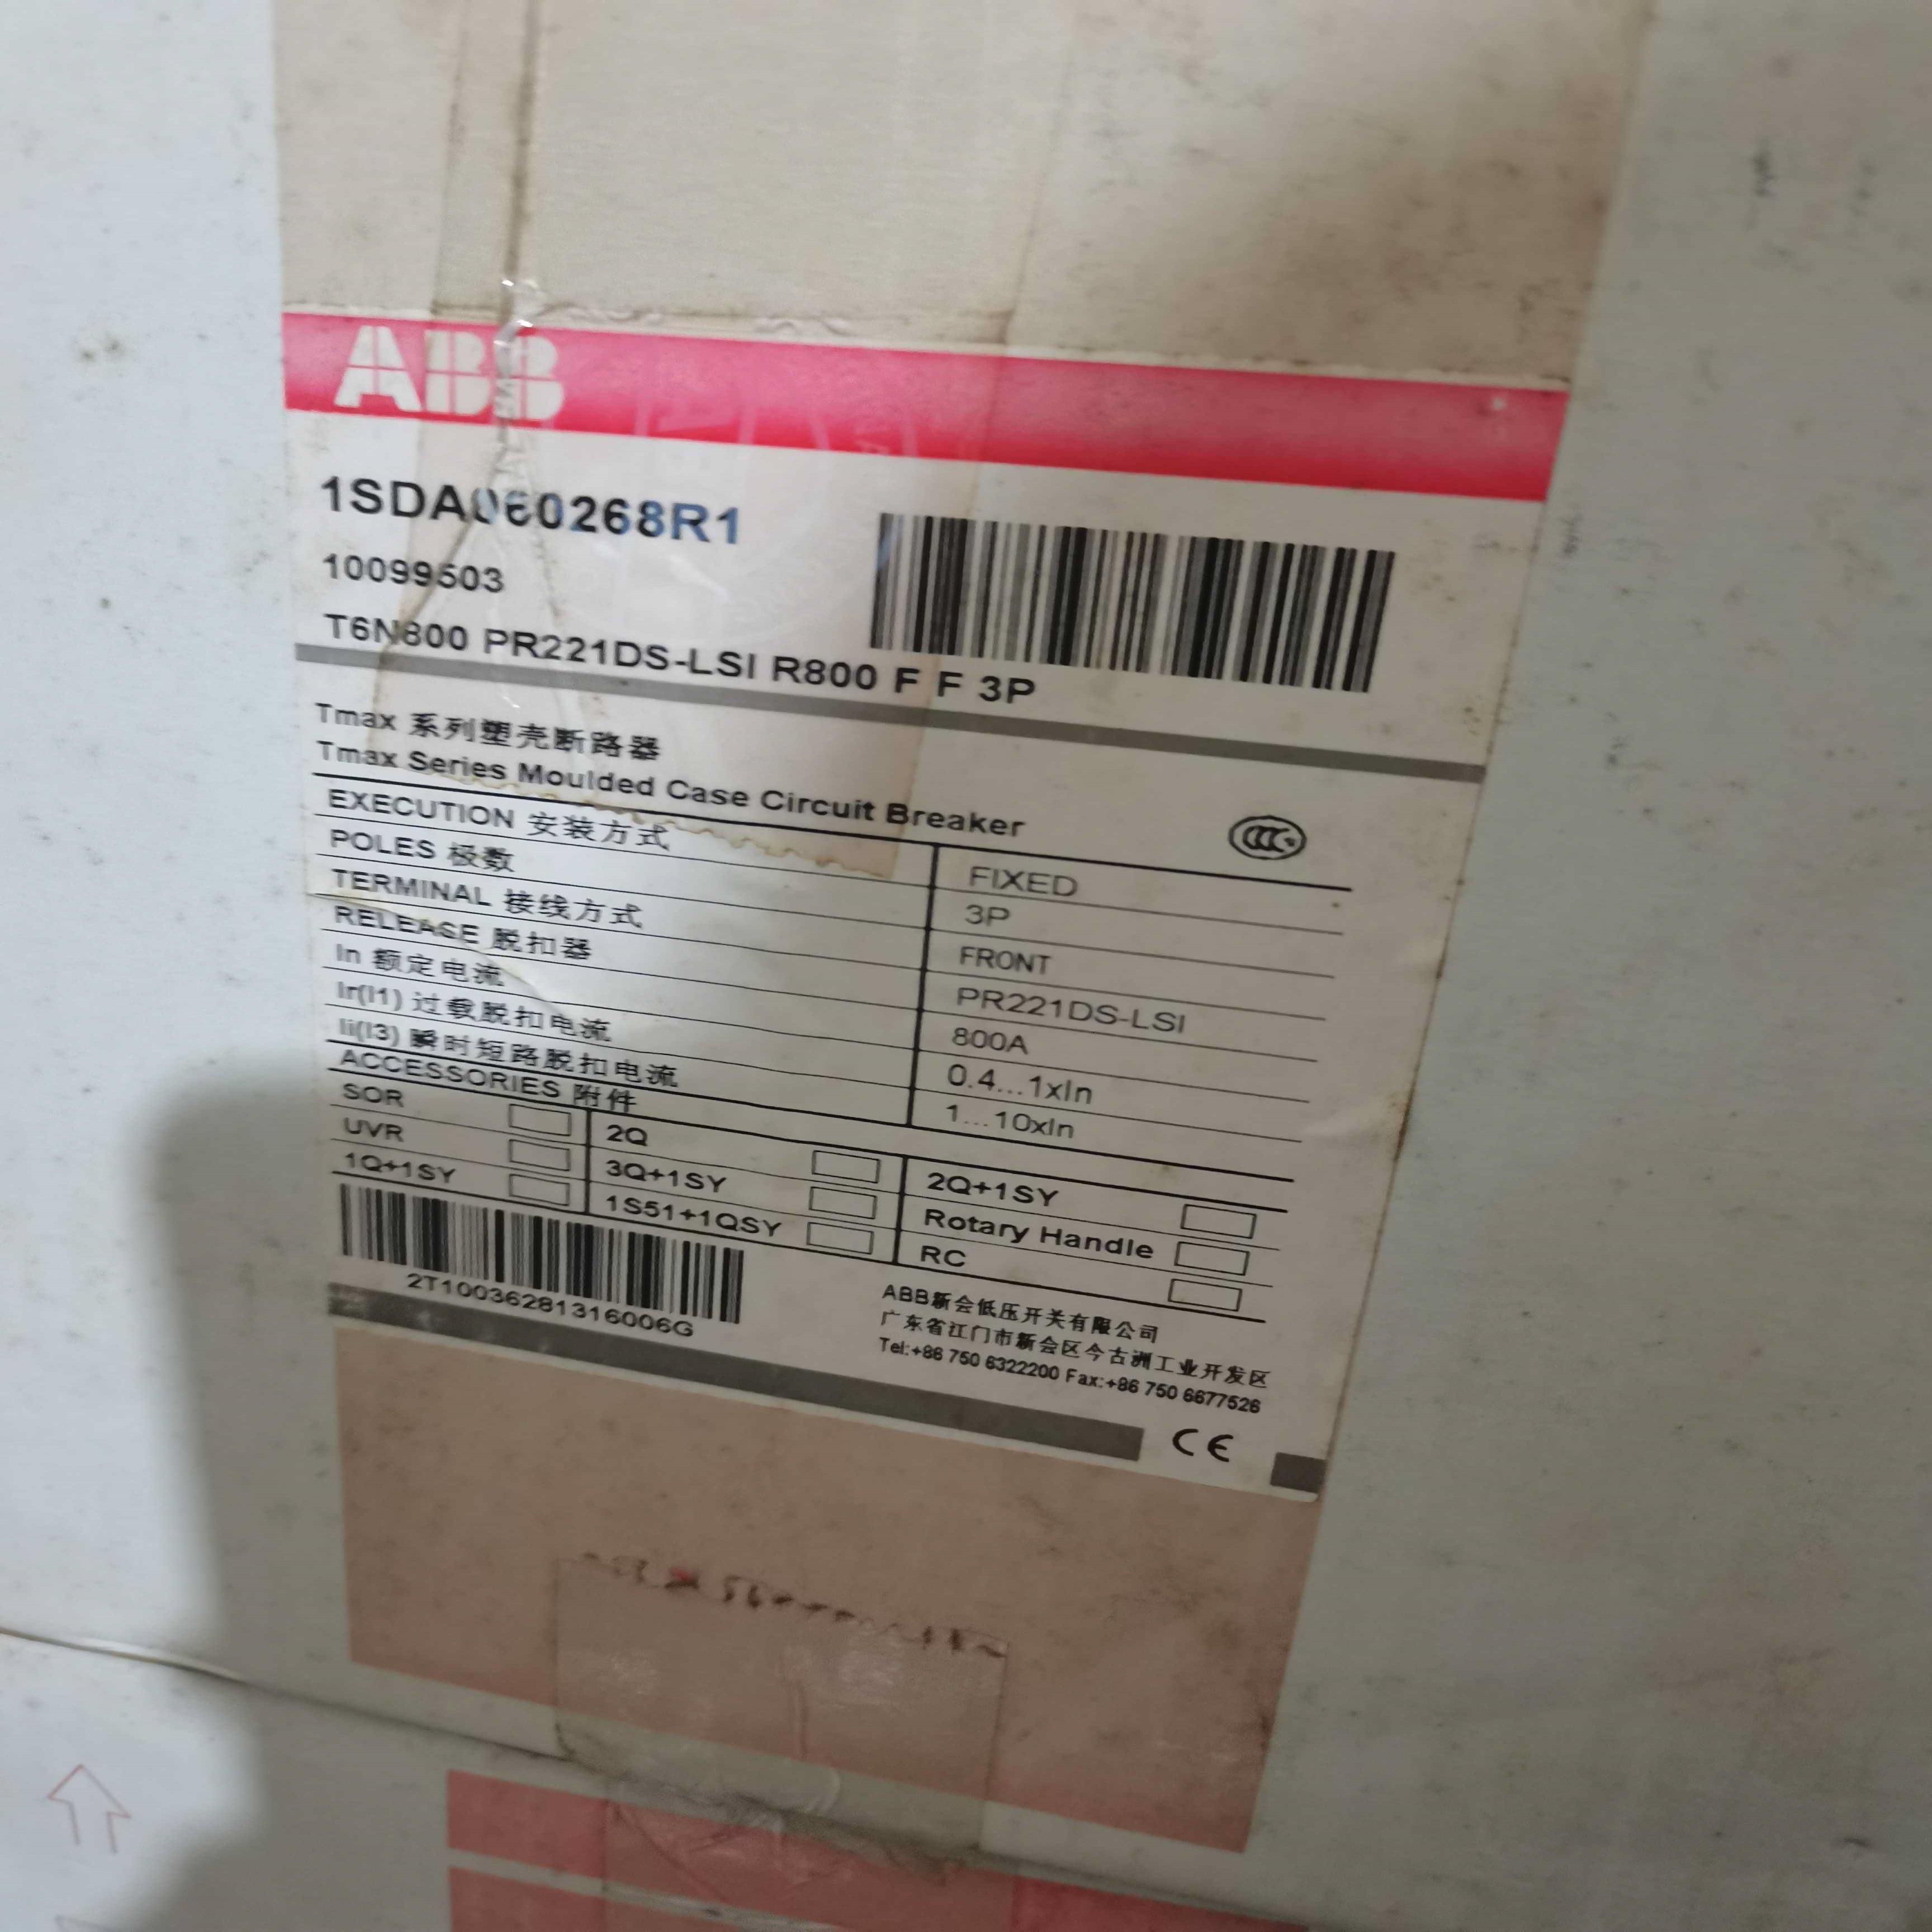 ABB
1SDA060268R1
10099503
T6N800 PR221DS-LSI R800 F F 3P
Tmax 系列塑壳断路器
Tmax Series Moulded Case Circuit Breaker
EXECUTION 安装方式 FIXED
POLES 极数 3P
TERMINAL 接线方式 FRONT
RELEASE 脱扣器 PR221DS-LSI
In 额定电流 800A
Ir(I1) 过载脱扣电流 0.4...1xIn
Ii(I3) 瞬时短路脱扣电流 1...10xIn
ACCESSORIES 附件
SOR 2Q 2Q+1SY
UVR 3Q+1SY Rotary Handle
1Q+1SY 1S51+1QSY RC
2T10036281316006G
ABB新会低压开关有限公司
广东省江门市新会区今古洲工业开发区
Tel:+86 750 6322200 Fax:+86 750 6677526
CE